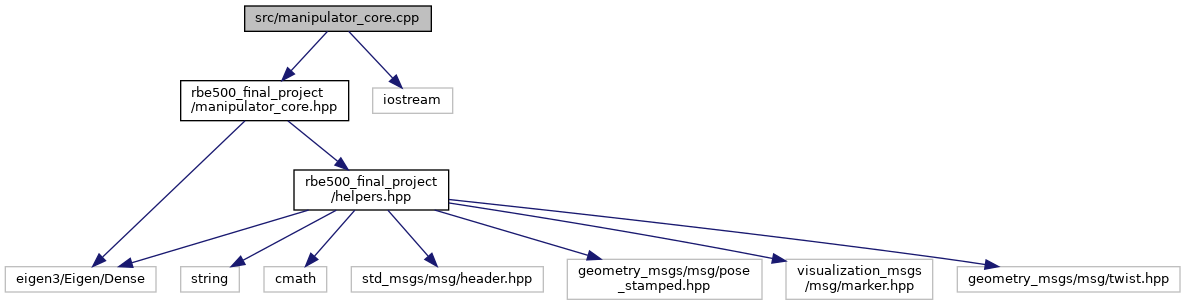 src/manipulator_core.cpp
rbe500_final_project
/manipulator_core.hpp
iostream
rbe500_final_project
/helpers.hpp
eigen3/Eigen/Dense
string
cmath
std_msgs/msg/header.hpp
geometry_msgs/msg/pose
_stamped.hpp
visualization_msgs
/msg/marker.hpp
geometry_msgs/msg/twist.hpp